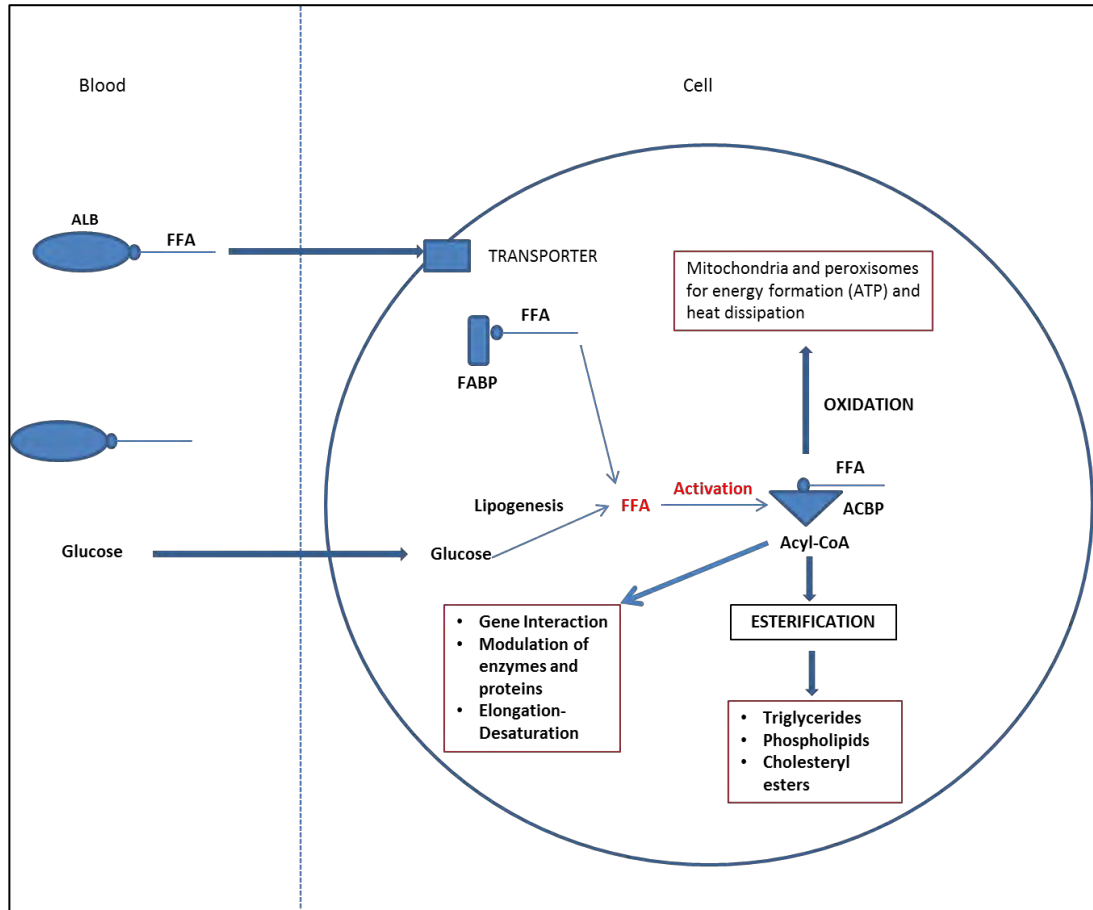 Blood
Cell
ALB
FFA
TRANSPORTER
Mitochondria and peroxisomes
for energy formation (ATP) and
heat dissipation
FFA
FABP
OXIDATION
FFA
Lipogenesis
FFA
Activation
ACBP
Glucose
Glucose
Acyl-CoA
• Gene Interaction
• Modulation of
enzymes and
proteins
• Elongation-
Desaturation
ESTERIFICATION
• Triglycerides
• Phospholipids
• Cholesteryl
esters